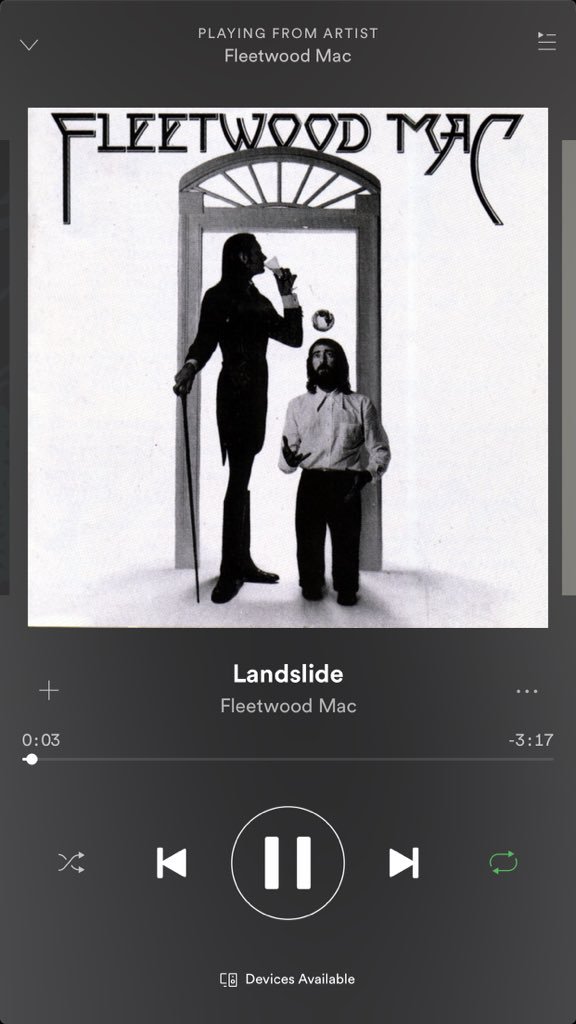 PLAYING FROM ARTIST
Fleetwood Mac
FLEETWOOD MAC
Landslide
Fleetwood Mac
0:03
-3:17
Devices Available